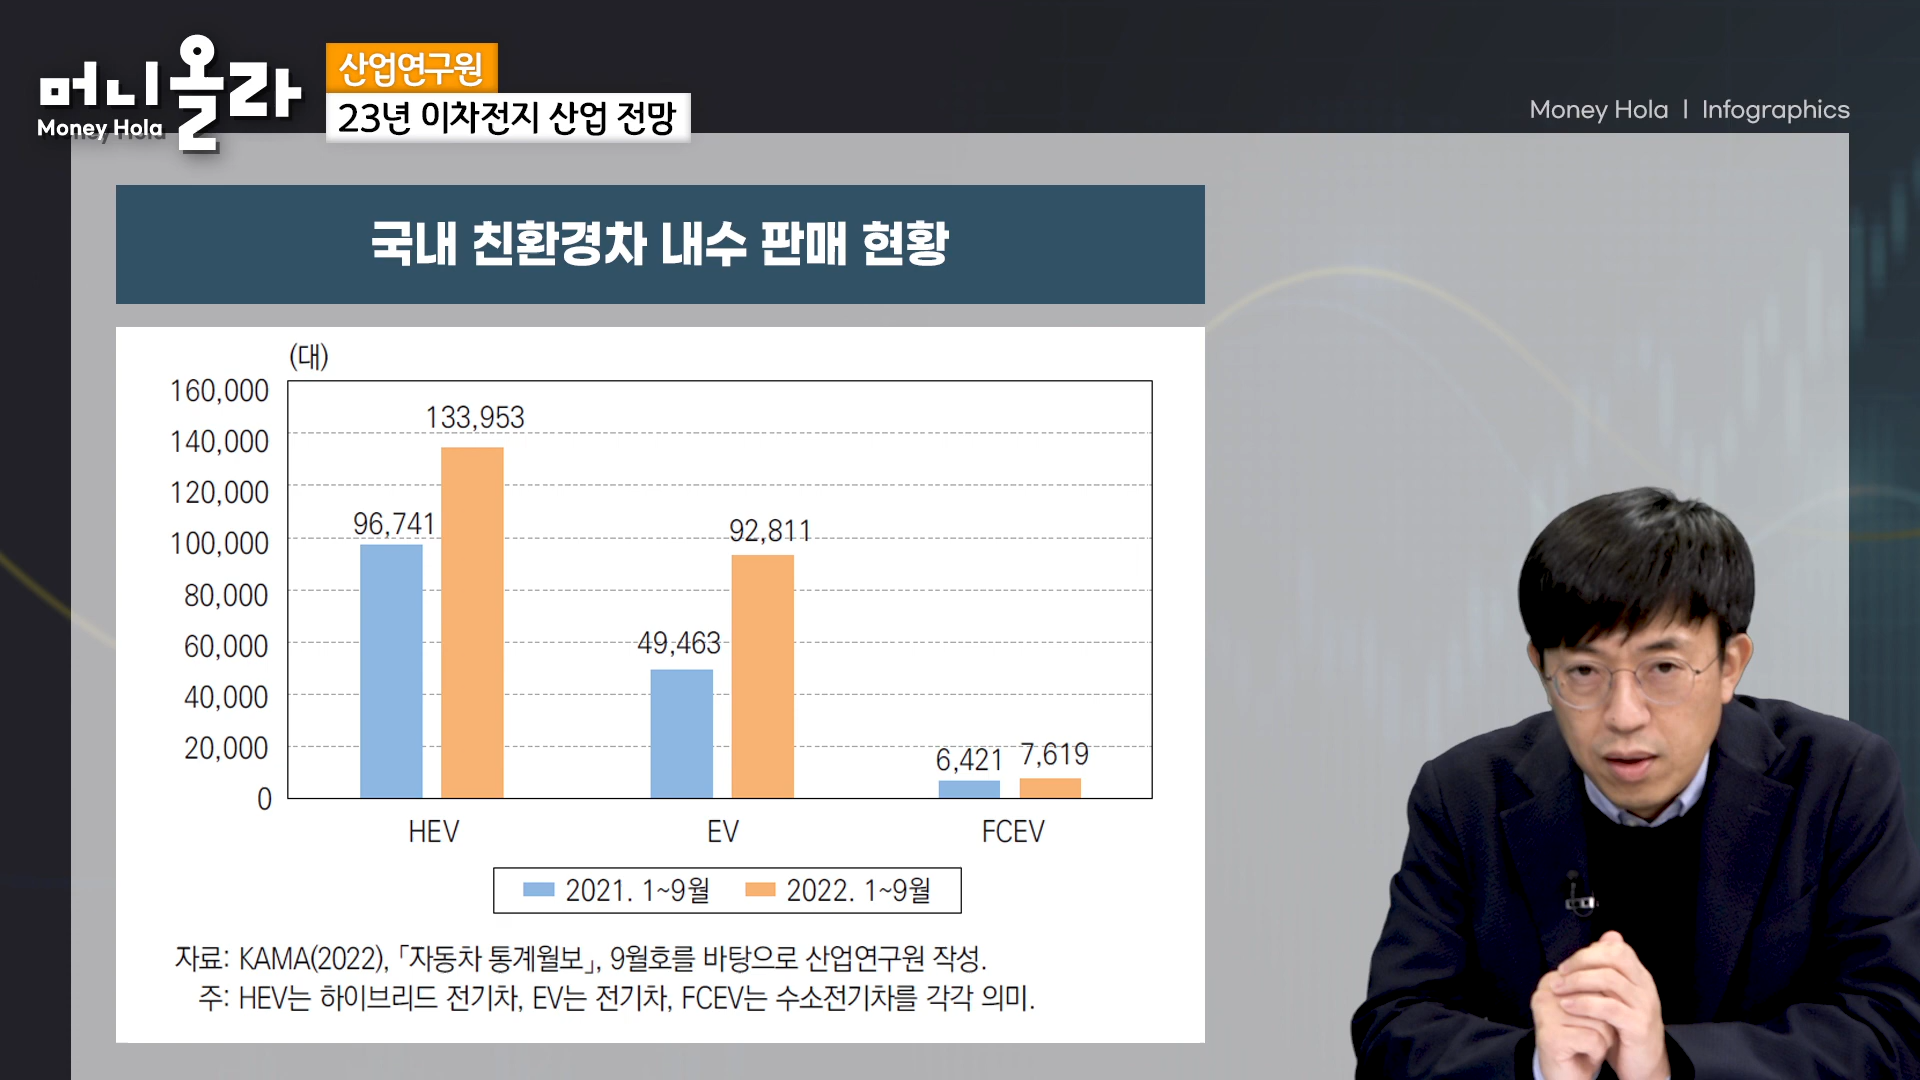 머니올라
Money Hola
산업연구원
23년 이차전지 산업 전망
Money Hola | Infographics
국내 친환경차 내수 판매 현황
(대)
160,000
140,000
120,000
100,000
80,000
60,000
40,000
20,000
0
96,741
133,953
49,463
92,811
6,421
7,619
HEV
EV
FCEV
2021. 1~9월
2022. 1~9월
자료: KAMA(2022), 「자동차 통계월보」, 9월호를 바탕으로 산업연구원 작성.
주: HEV는 하이브리드 전기차, EV는 전기차, FCEV는 수소전기차를 각각 의미.